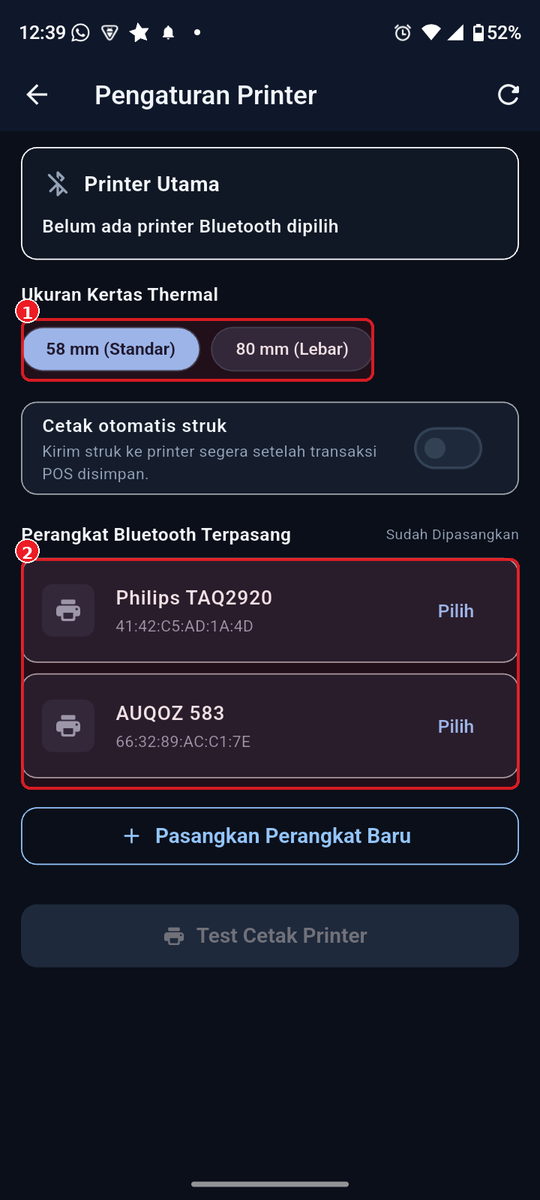 12:39
52%
Pengaturan Printer
Printer Utama
Belum ada printer Bluetooth dipilih
Ukuran Kertas Thermal
1
58 mm (Standar)
80 mm (Lebar)
Cetak otomatis struk
Kirim struk ke printer segera setelah transaksi
POS disimpan.
Perangkat Bluetooth Terpasang
Sudah Dipasangkan
2
Philips TAQ2920
41:42:C5:AD:1A:4D
Pilih
AUQOZ 583
66:32:89:AC:C1:7E
Pilih
+ Pasangkan Perangkat Baru
Test Cetak Printer